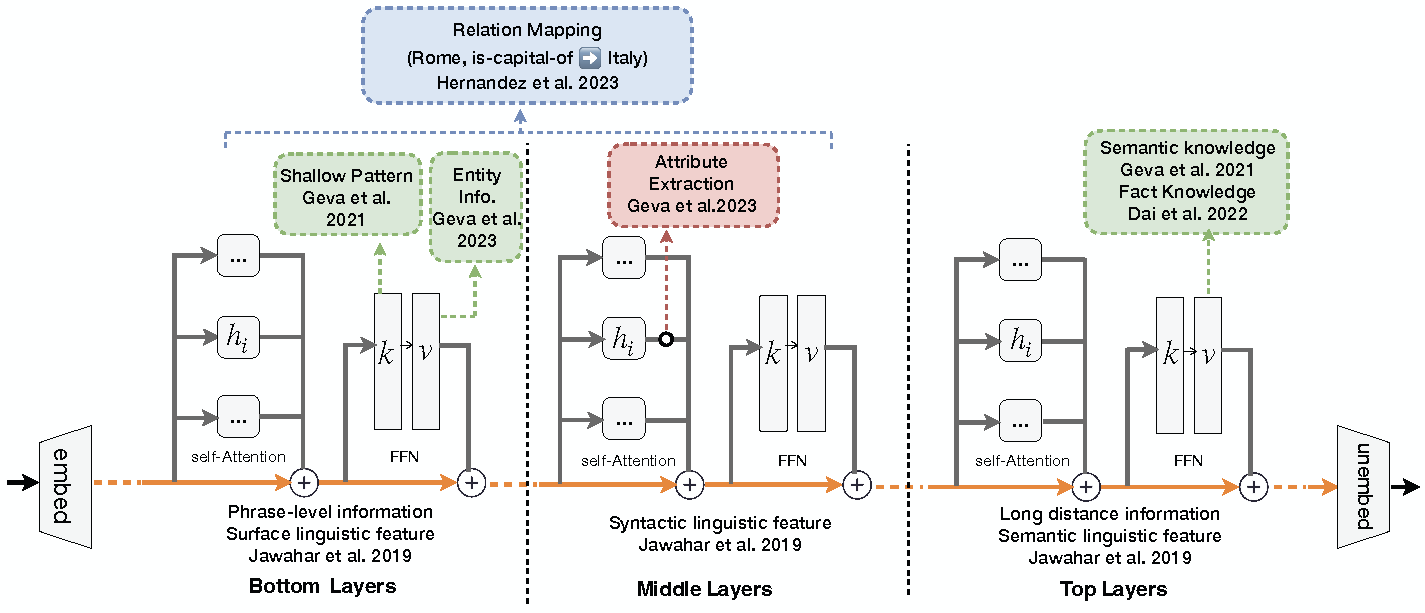 Relation Mapping
(Rome, is-capital-of ➡ Italy)
Hernandez et al. 2023
Shallow Pattern
Geva et al.
2021
Entity
Info.
Geva et al.
2023
Attribute
Extraction
Geva et al.2023
Semantic knowledge
Geva et al. 2021
Fact Knowledge
Dai et al. 2022
embed
...
h_i
...
self-Attention
+
k→v
FFN
+
Phrase-level information
Surface linguistic feature
Jawahar et al. 2019
Bottom Layers
...
h_i
...
self-Attention
+
k→v
FFN
+
Syntactic linguistic feature
Jawahar et al. 2019
Middle Layers
...
h_i
...
self-Attention
+
k→v
FFN
+
Long distance information
Semantic linguistic feature
Jawahar et al. 2019
Top Layers
unembed